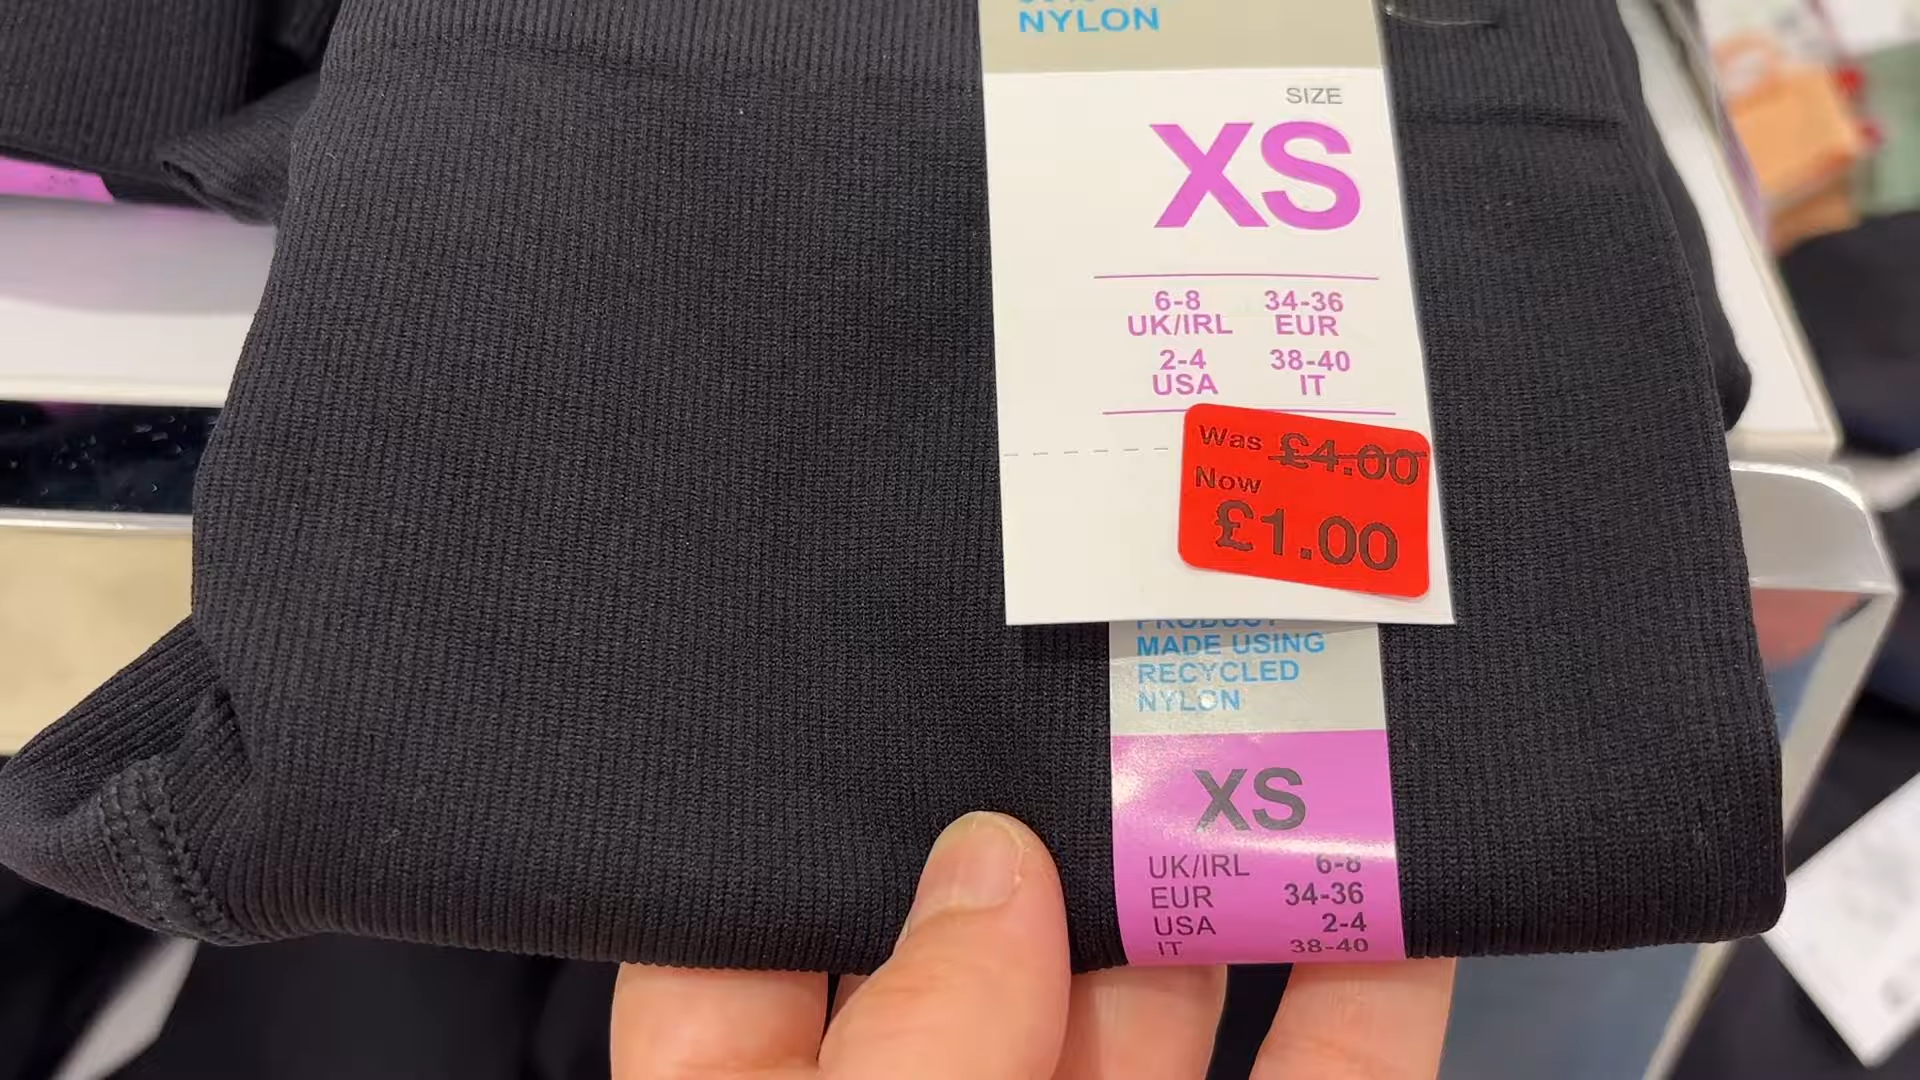 NYLON
SIZE
XS
6-8 34-36
UK/IRL EUR
2-4 38-40
USA IT
Was £4.00
Now
£1.00
PRODUCT
MADE USING
RECYCLED
NYLON
XS
UK/IRL 6-8
EUR 34-36
USA 2-4
IT 38-40